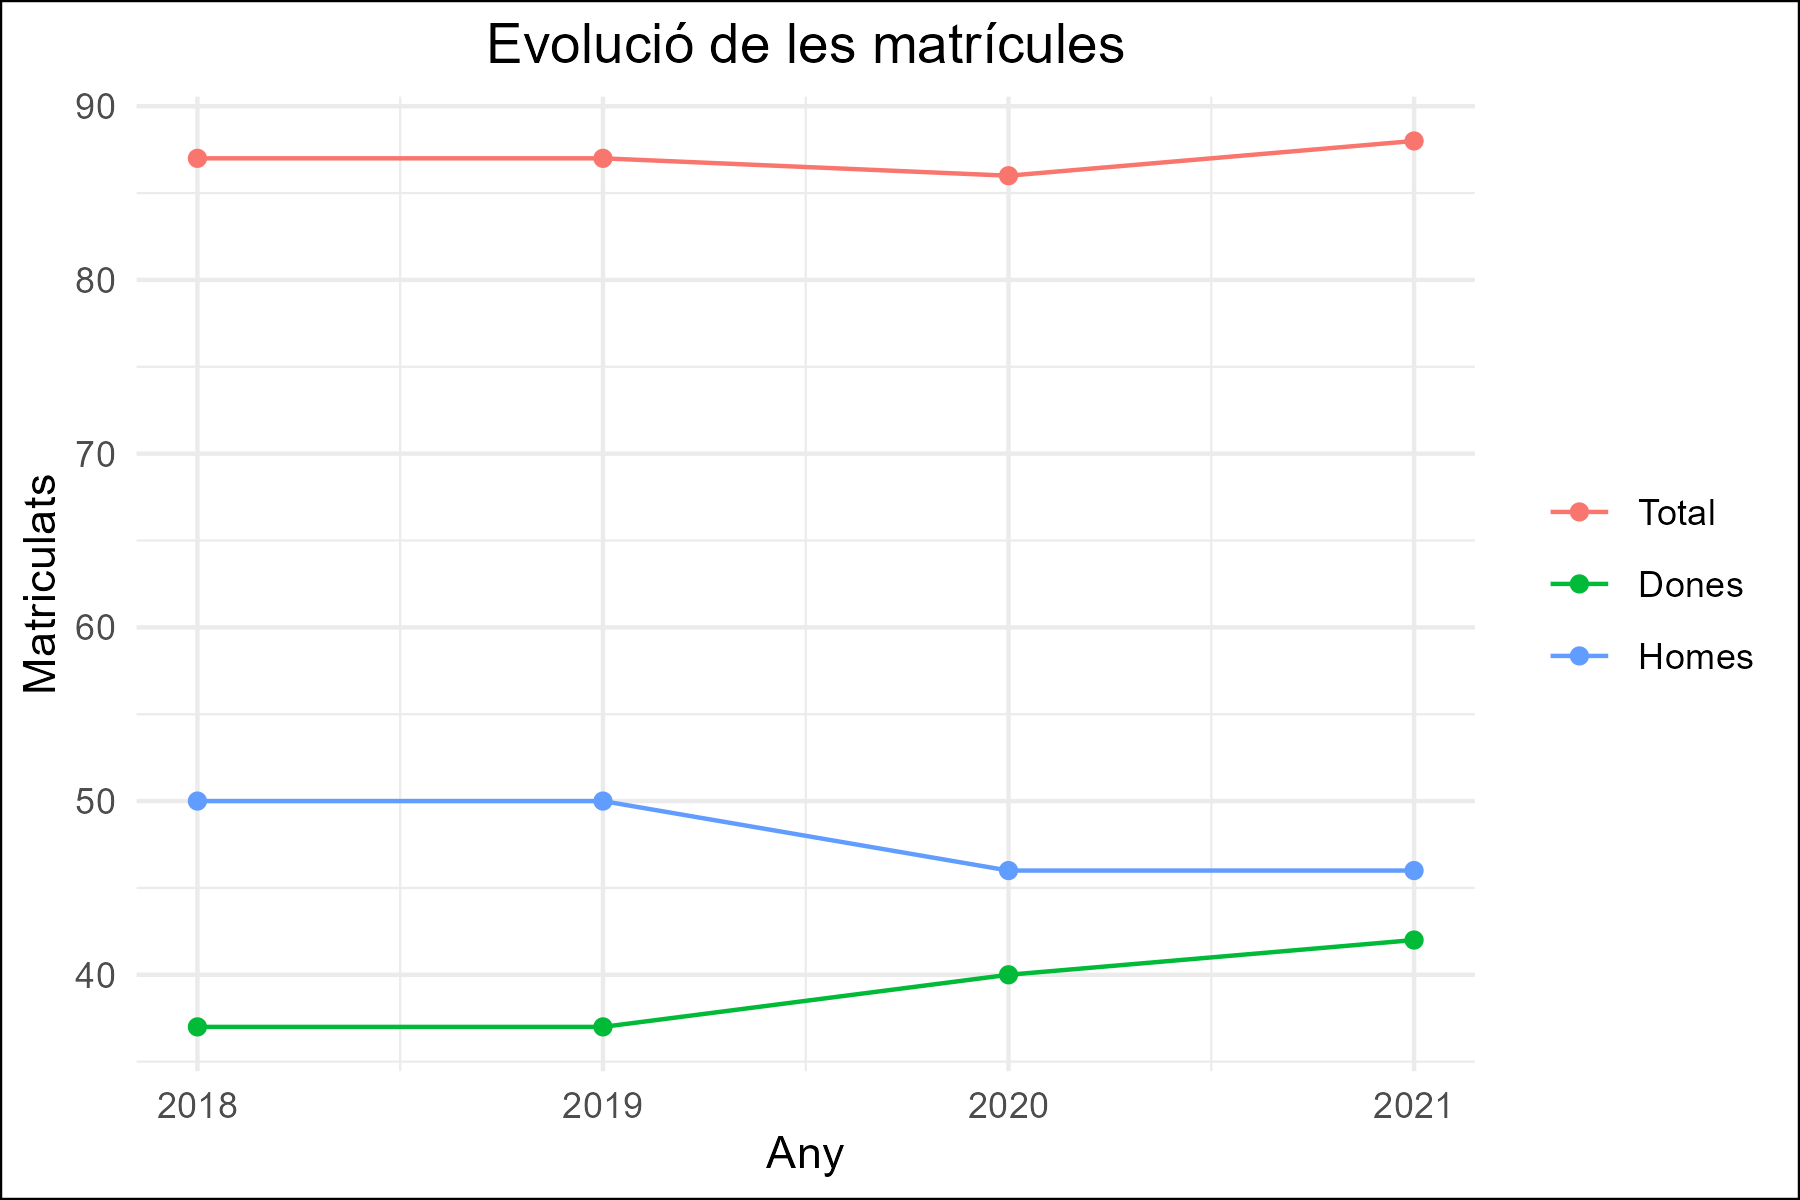 Evolució de les matrícules
90
80
70
60
50
40
Matriculats
2018 2019 2020 2021
Any
Total
Dones
Homes